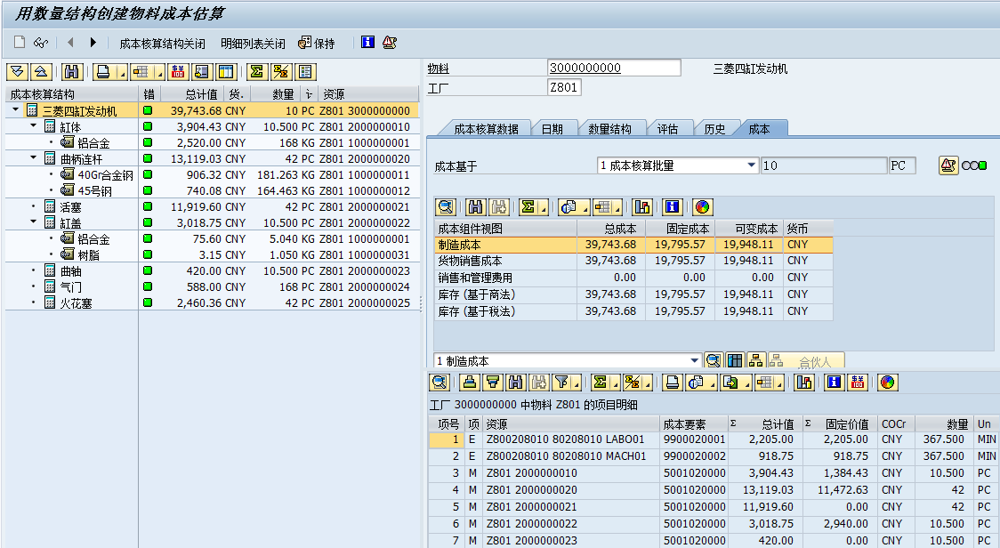 用数量结构创建物料成本估算
成本核算结构关闭 明细列表关闭 保持
成本核算结构 错 总计值 货. 数量 讠 资源
三菱四缸发动机 39,743.68 CNY 10 PC Z801 3000000000
缸体 3,904.43 CNY 10.500 PC Z801 2000000010
铝合金 2,520.00 CNY 168 KG Z801 1000000001
曲柄连杆 13,119.03 CNY 42 PC Z801 2000000020
40Gr合金钢 906.32 CNY 181.263 KG Z801 1000000011
45号钢 740.08 CNY 164.463 KG Z801 1000000012
活塞 11,919.60 CNY 42 PC Z801 2000000021
缸盖 3,018.75 CNY 10.500 PC Z801 2000000022
铝合金 75.60 CNY 5.040 KG Z801 1000000001
树脂 3.15 CNY 1.050 KG Z801 1000000031
曲轴 420.00 CNY 10.500 PC Z801 2000000023
气门 588.00 CNY 168 PC Z801 2000000024
火花塞 2,460.36 CNY 42 PC Z801 2000000025
物料 3000000000 三菱四缸发动机
工厂 Z801
成本核算数据 日期 数量结构 评估 历史 成本
成本基于 1 成本核算批量 10 PC
成本组件视图 总成本 固定成本 可变成本 货币
制造成本 39,743.68 19,795.57 19,948.11 CNY
货物销售成本 39,743.68 19,795.57 19,948.11 CNY
销售和管理费用 0.00 0.00 0.00 CNY
库存 (基于商法) 39,743.68 19,795.57 19,948.11 CNY
库存 (基于税法) 39,743.68 19,795.57 19,948.11 CNY
1 制造成本 合伙人
工厂 3000000000 中物料 Z801 的项目明细
项号 项 资源 成本要素 Σ 总计值 Σ 固定价值 COCr 数量 Un
1 E Z800208010 80208010 LABO01 9900020001 2,205.00 2,205.00 CNY 367.500 MIN
2 E Z800208010 80208010 MACH01 9900020002 918.75 918.75 CNY 367.500 MIN
3 M Z801 2000000010 5001020000 3,904.43 1,384.43 CNY 10.500 PC
4 M Z801 2000000020 5001020000 13,119.03 11,472.63 CNY 42 PC
5 M Z801 2000000021 5001020000 11,919.60 0.00 CNY 42 PC
6 M Z801 2000000022 5001020000 3,018.75 2,940.00 CNY 10.500 PC
7 M Z801 2000000023 5001020000 420.00 0.00 CNY 10.500 PC